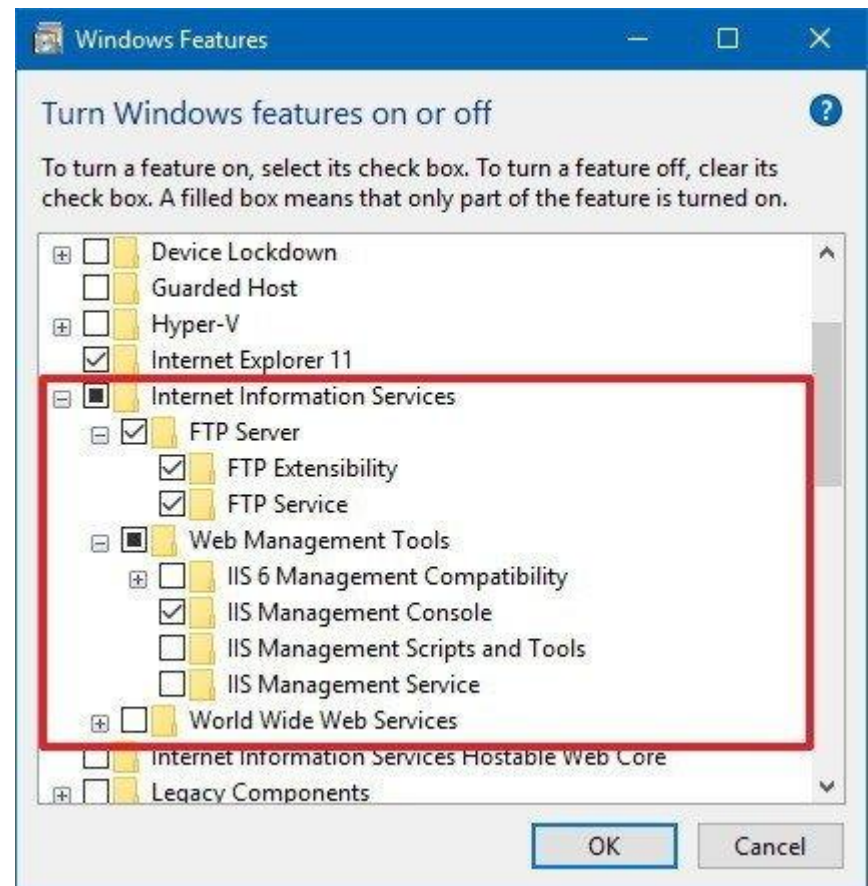 Windows Features
Turn Windows features on or off
To turn a feature on, select its check box. To turn a feature off, clear its
check box. A filled box means that only part of the feature is turned on.
Device Lockdown
Guarded Host
Hyper-V
Internet Explorer 11
Internet Information Services
FTP Server
FTP Extensibility
FTP Service
Web Management Tools
IIS 6 Management Compatibility
IIS Management Console
IIS Management Scripts and Tools
IIS Management Service
World Wide Web Services
Internet Information Services Hostable Web Core
Legacy Components
OK
Cancel